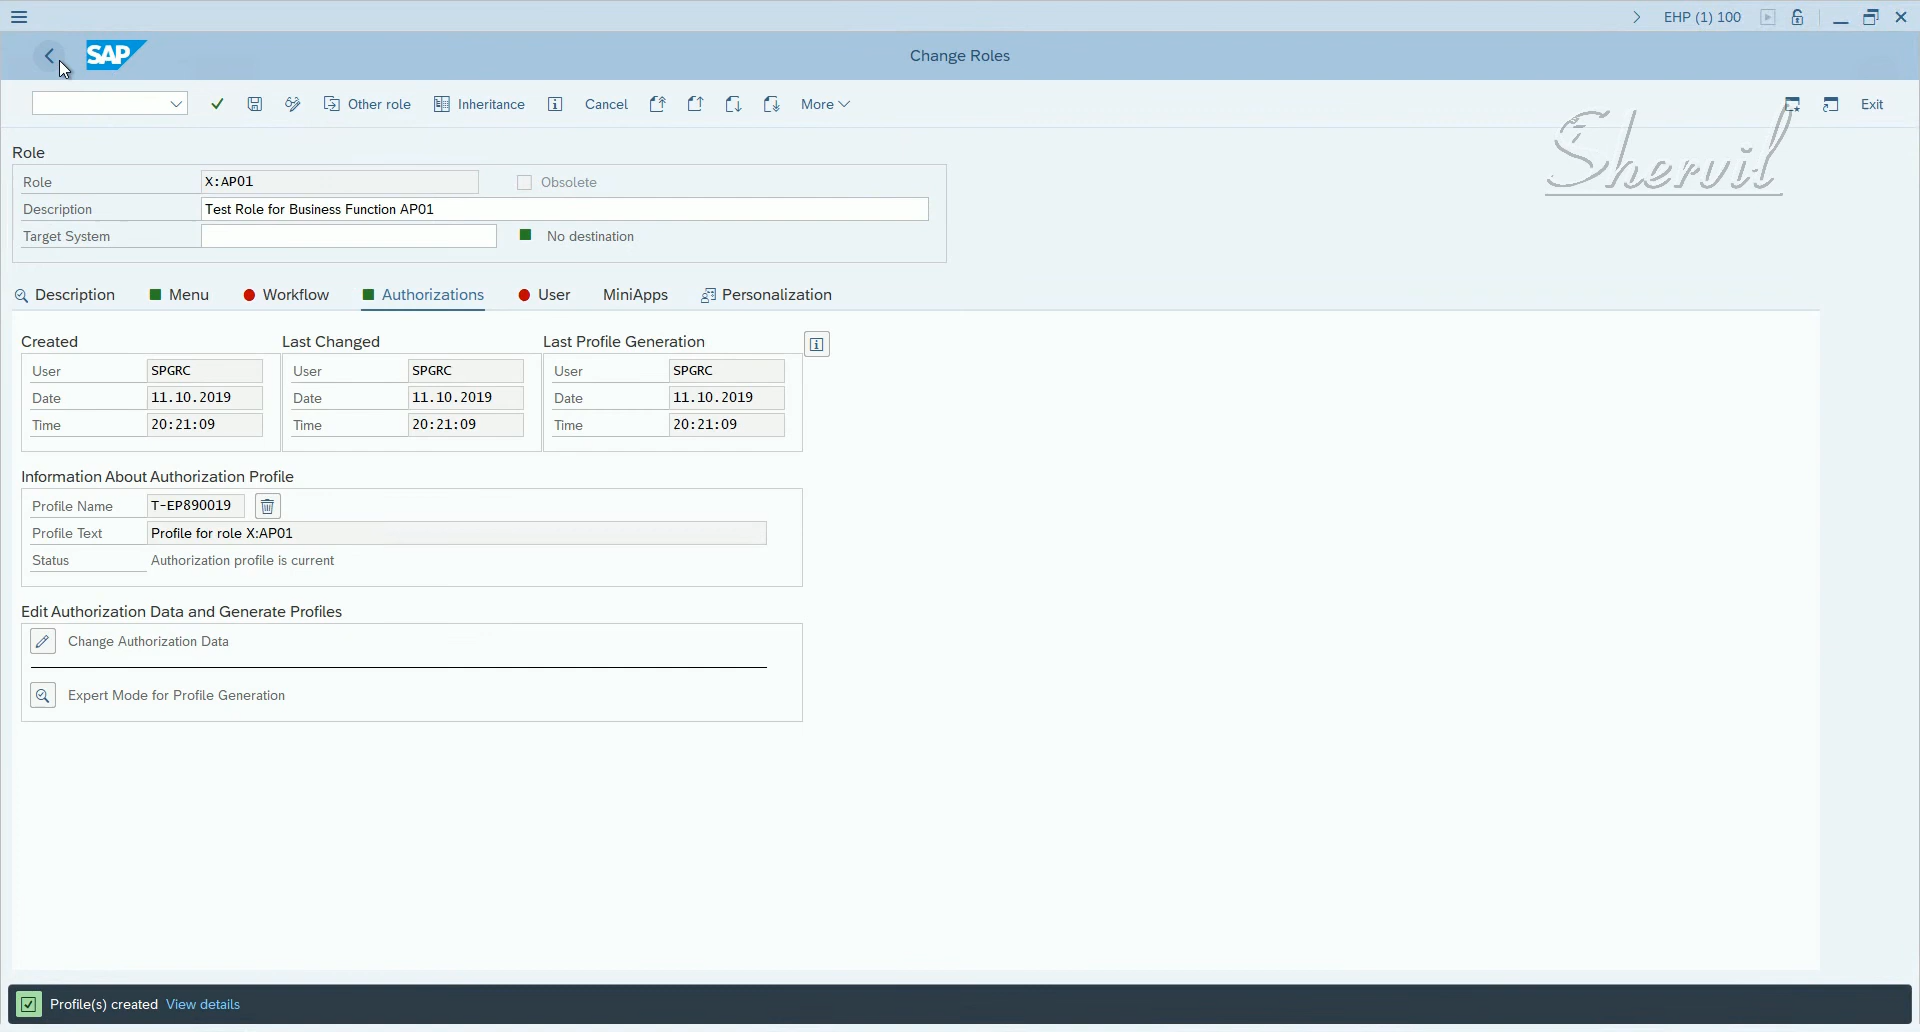 EHP (1) 100
SAP
Change Roles
Other role Inheritance Cancel More Exit
Shervil
Role
Role X:AP01 Obsolete
Description Test Role for Business Function AP01
Target System No destination
Description Menu Workflow Authorizations User MiniApps Personalization
Created Last Changed Last Profile Generation
User SPGRC User SPGRC User SPGRC
Date 11.10.2019 Date 11.10.2019 Date 11.10.2019
Time 20:21:09 Time 20:21:09 Time 20:21:09
Information About Authorization Profile
Profile Name T-EP890019
Profile Text Profile for role X:AP01
Status Authorization profile is current
Edit Authorization Data and Generate Profiles
Change Authorization Data
Expert Mode for Profile Generation
Profile(s) created View details